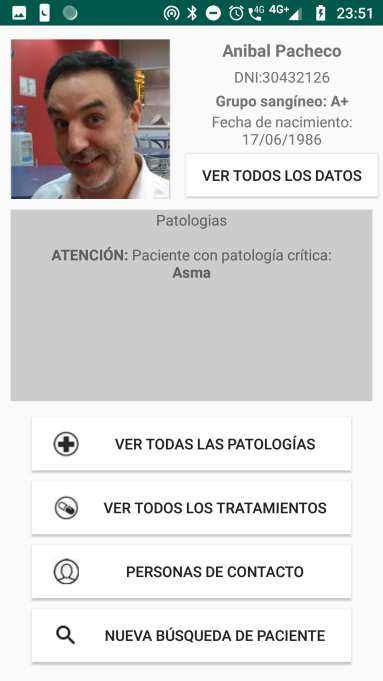 4G 4G+ 23:51
Anibal Pacheco
DNI:30432126
Grupo sangíneo: A+
Fecha de nacimiento:
17/06/1986
VER TODOS LOS DATOS
Patologias
ATENCIÓN: Paciente con patología crítica:
Asma
VER TODAS LAS PATOLOGÍAS
VER TODOS LOS TRATAMIENTOS
PERSONAS DE CONTACTO
NUEVA BÚSQUEDA DE PACIENTE